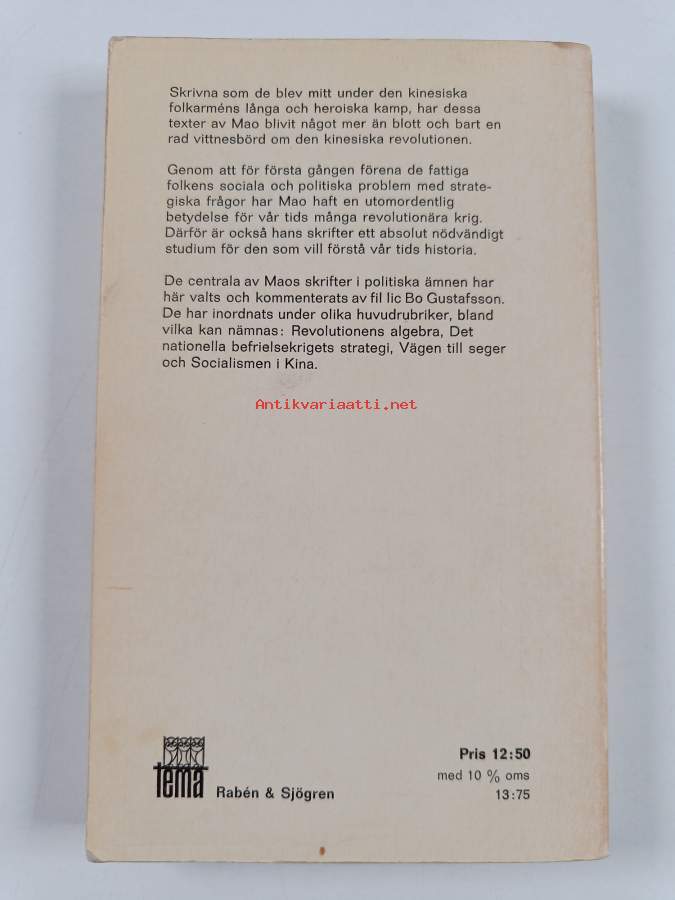 Skrivna som de blev mitt under den kinesiska
folkarméns långa och heroiska kamp, har dessa
texter av Mao blivit något mer än blott och bart en
rad vittnesbörd om den kinesiska revolutionen.
Genom att för första gången förena de fattiga
folkens sociala och politiska problem med strate-
giska frågor har Mao haft en utomordentlig
betydelse för vår tids många revolutionära krig.
Därför är också hans skrifter ett absolut nödvändigt
studium för den som vill förstå vår tids historia.
De centrala av Maos skrifter i politiska ämnen har
här valts och kommenterats av fil lic Bo Gustafsson.
De har inordnats under olika huvudrubriker, bland
vilka kan nämnas: Revolutionens algebra, Det
nationella befrielsekrigets strategi, Vägen till seger
och Socialismen i Kina.
Antikvariaatti.net
tema
Rabén & Sjögren
Pris 12:50
med 10 % oms
13:75